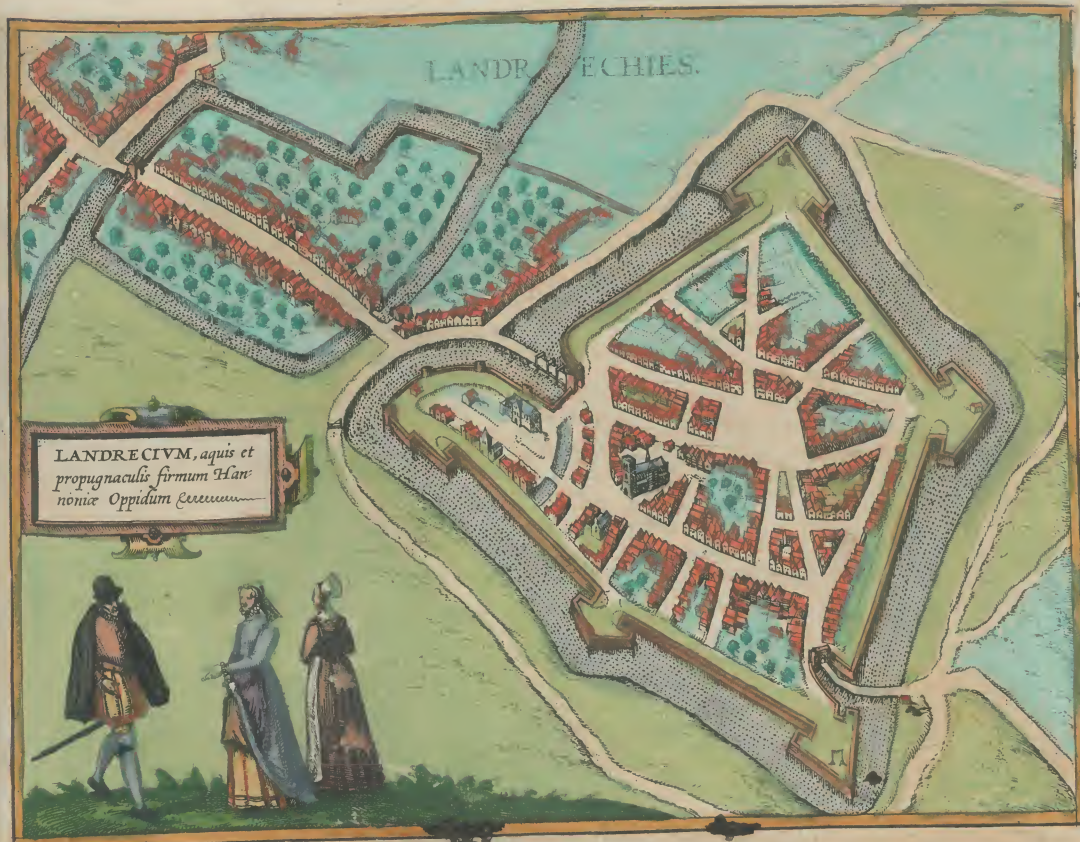 LANDRECHIES.
LANDRECIVM, aquis et
propugnaculis firmum Han-
noniæ Oppidum